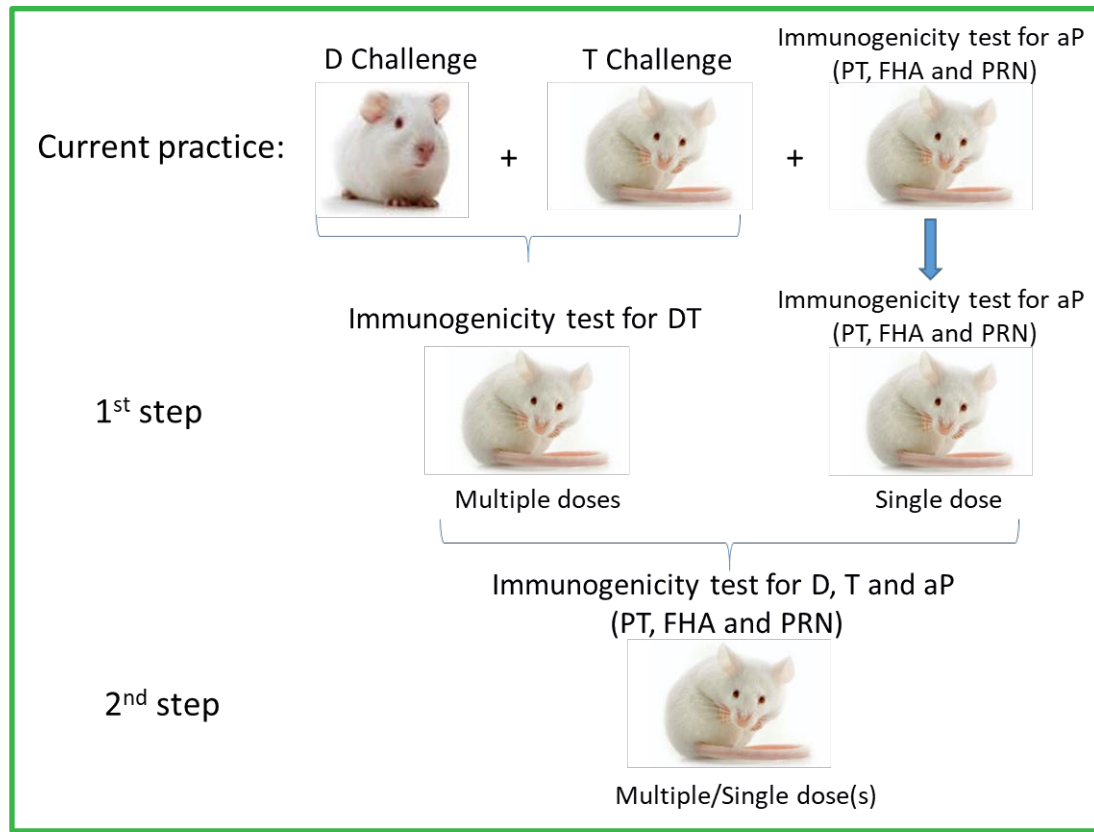 D Challenge
T Challenge
Immunogenicity test for aP
(PT, FHA and PRN)
Current practice:
+
+
Immunogenicity test for DT
Immunogenicity test for aP
(PT, FHA and PRN)
1st step
Multiple doses
Single dose
Immunogenicity test for D, T and aP
(PT, FHA and PRN)
2nd step
Multiple/Single dose(s)